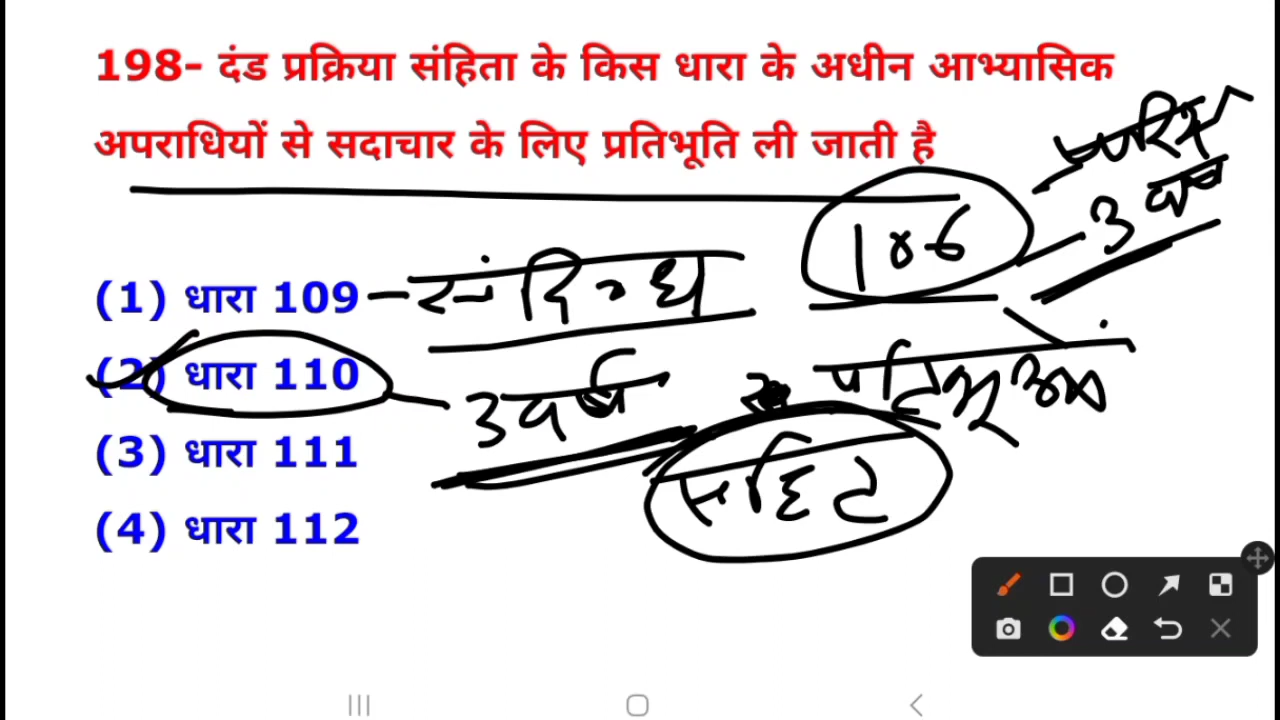 198- दंड प्रक्रिया संहिता के किस धारा के अधीन आभ्यासिक
अपराधियों से सदाचार के लिए प्रतिभूति ली जाती है
106
3 वर्ष
(1) धारा 109 संदिग्ध
(2) धारा 110 3 वर्ष
सहित
(3) धारा 111
(4) धारा 112